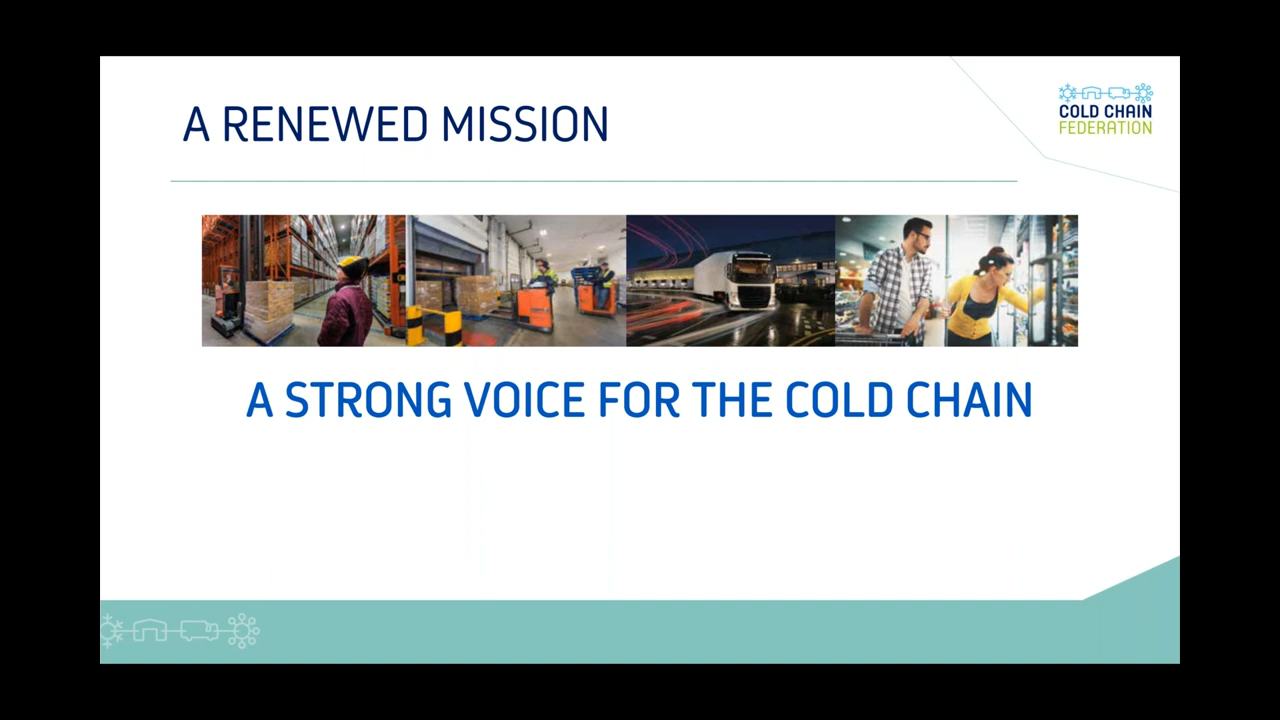 A RENEWED MISSION
COLD CHAIN
FEDERATION
A STRONG VOICE FOR THE COLD CHAIN